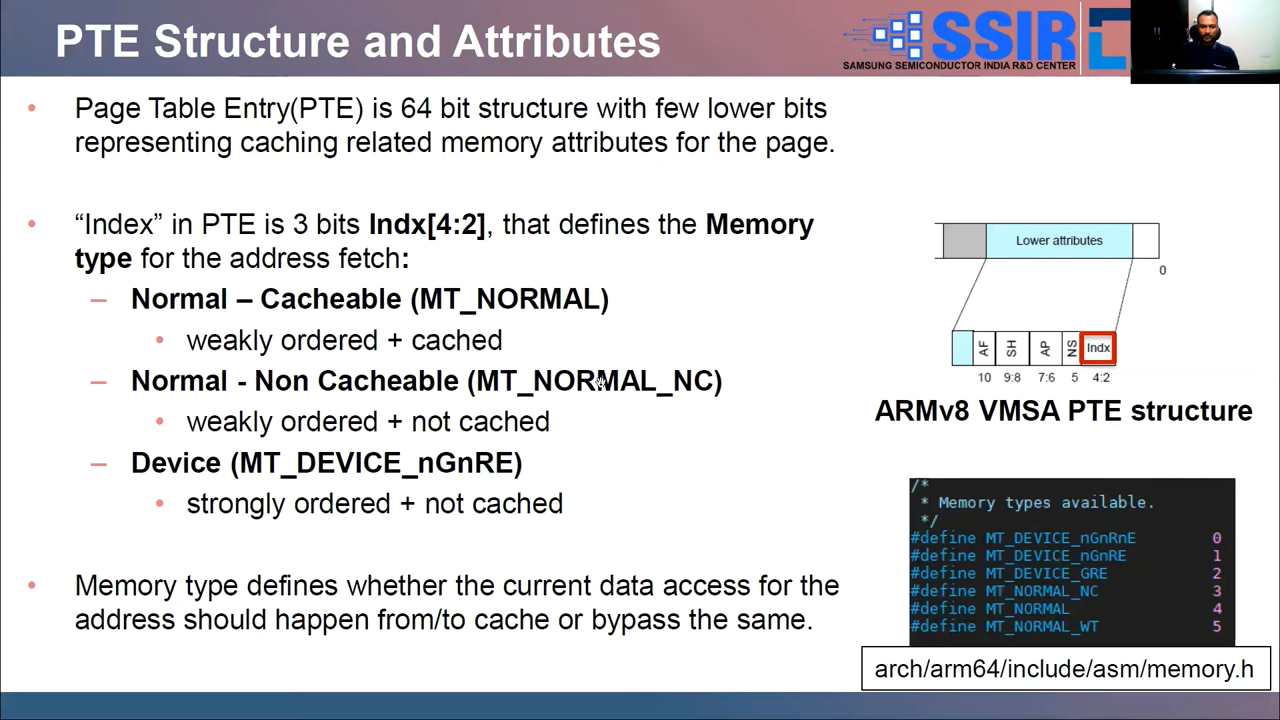 PTE Structure and Attributes
SSIR
SAMSUNG SEMICONDUCTOR INDIA R&D CENTER
• Page Table Entry(PTE) is 64 bit structure with few lower bits
representing caching related memory attributes for the page.
• “Index” in PTE is 3 bits Indx[4:2], that defines the Memory
type for the address fetch:
– Normal – Cacheable (MT_NORMAL)
• weakly ordered + cached
– Normal - Non Cacheable (MT_NORMAL_NC)
• weakly ordered + not cached
– Device (MT_DEVICE_nGnRE)
• strongly ordered + not cached
• Memory type defines whether the current data access for the
address should happen from/to cache or bypass the same.
Lower attributes
0
AF SH AP NS Indx
10 9:8 7:6 5 4:2
ARMv8 VMSA PTE structure
/*
* Memory types available.
*/
#define MT_DEVICE_nGnRnE 0
#define MT_DEVICE_nGnRE 1
#define MT_DEVICE_GRE 2
#define MT_NORMAL_NC 3
#define MT_NORMAL 4
#define MT_NORMAL_WT 5
arch/arm64/include/asm/memory.h